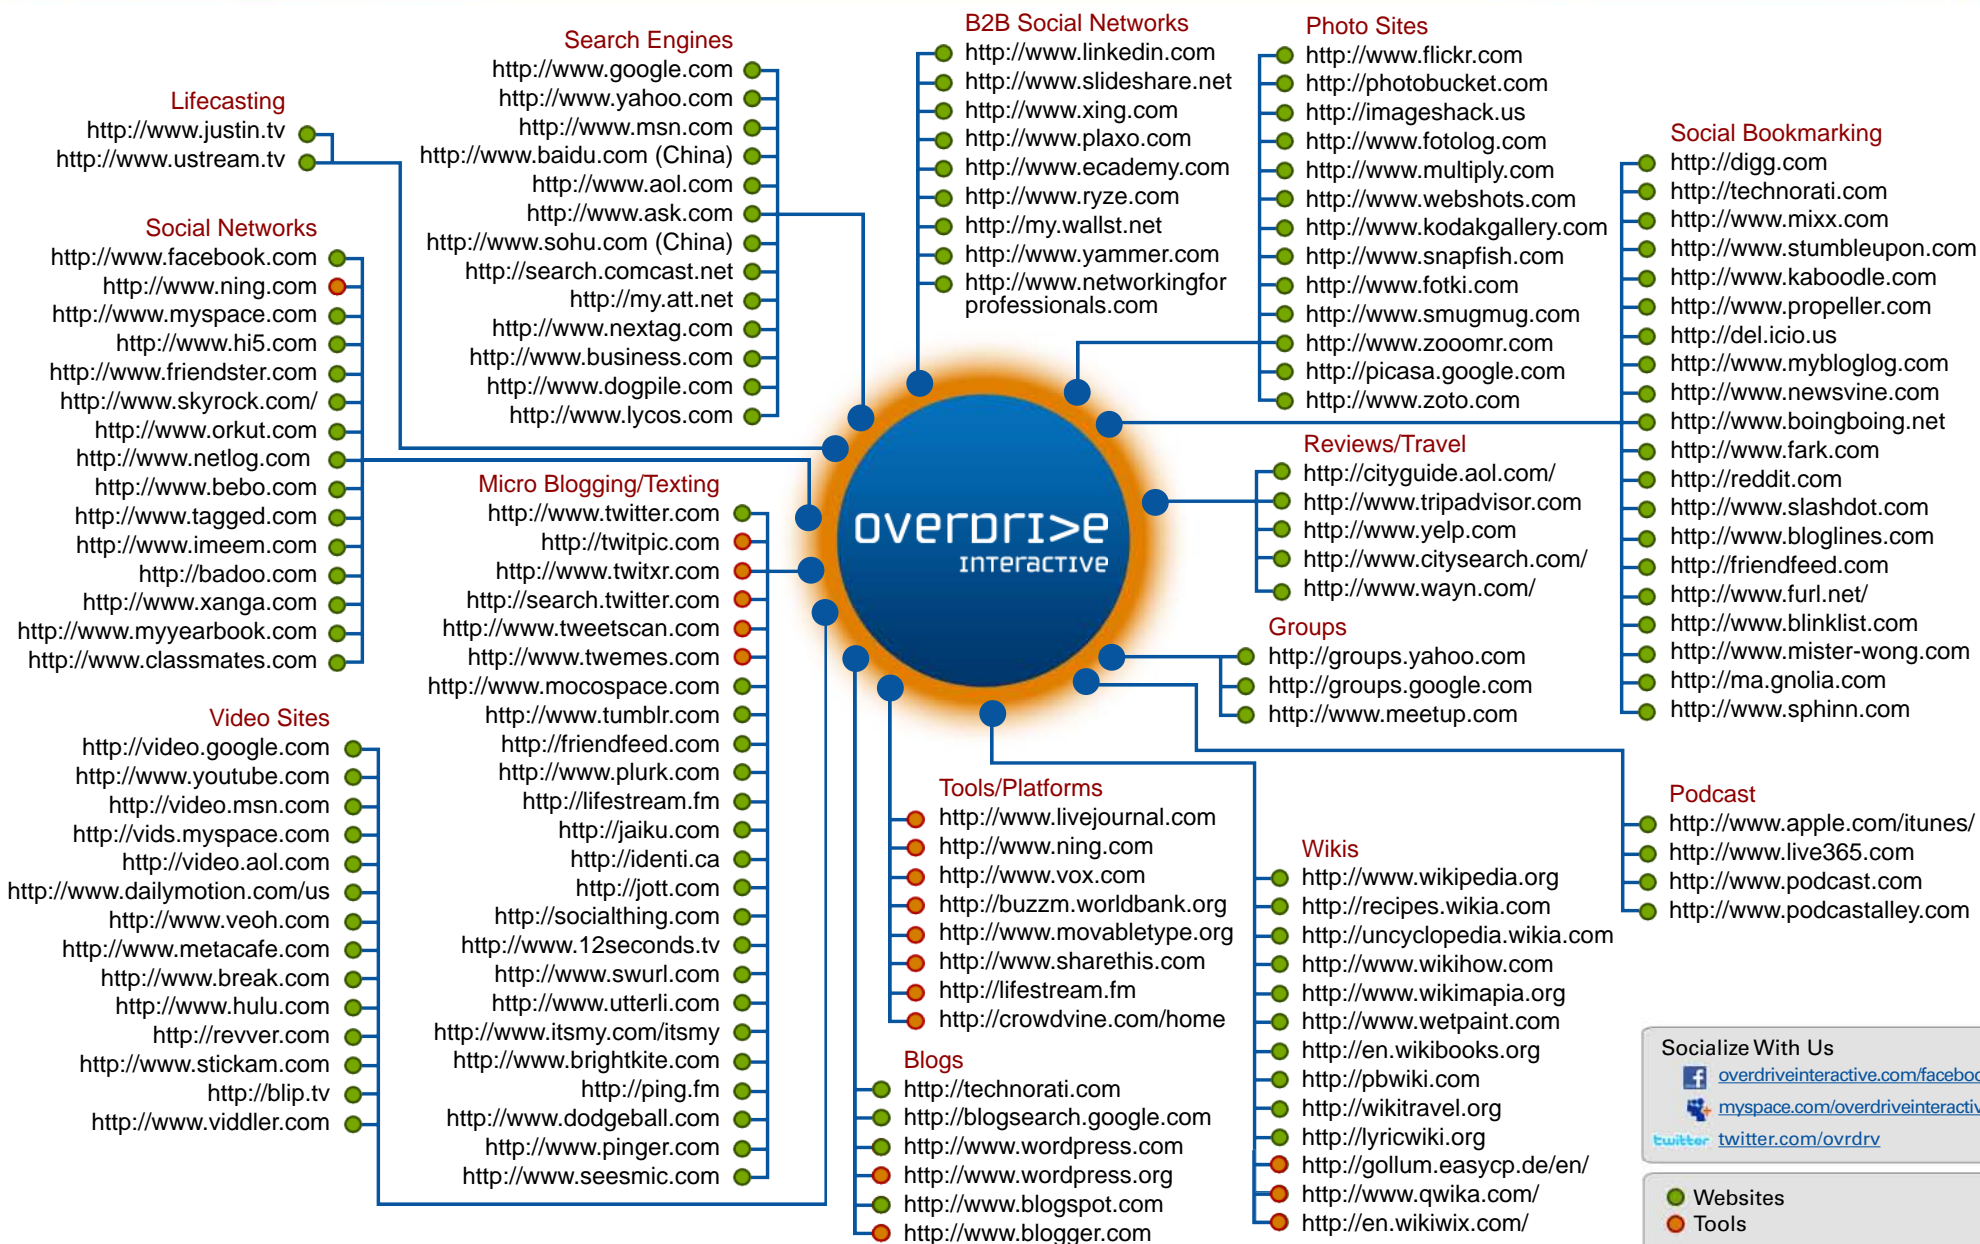 Lifecasting
http://www.justin.tv
http://www.ustream.tv
Social Networks
http://www.facebook.com
http://www.ning.com
http://www.myspace.com
http://www.hi5.com
http://www.friendster.com
http://www.skyrock.com/
http://www.orkut.com
http://www.netlog.com
http://www.bebo.com
http://www.tagged.com
http://www.imeem.com
http://badoo.com
http://www.xanga.com
http://www.myyearbook.com
http://www.classmates.com
Video Sites
http://video.google.com
http://www.youtube.com
http://video.msn.com
http://vids.myspace.com
http://video.aol.com
http://www.dailymotion.com/us
http://www.veoh.com
http://www.metacafe.com
http://www.break.com
http://www.hulu.com
http://revver.com
http://www.stickam.com
http://blip.tv
http://www.viddler.com
Search Engines
http://www.google.com
http://www.yahoo.com
http://www.msn.com
http://www.baidu.com (China)
http://www.aol.com
http://www.ask.com
http://www.sohu.com (China)
http://search.comcast.net
http://my.att.net
http://www.nextag.com
http://www.business.com
http://www.dogpile.com
http://www.lycos.com
Micro Blogging/Texting
http://www.twitter.com
http://twitpic.com
http://www.twitxr.com
http://search.twitter.com
http://www.tweetscan.com
http://www.twemes.com
http://www.mocospace.com
http://www.tumblr.com
http://friendfeed.com
http://www.plurk.com
http://lifestream.fm
http://jaiku.com
http://identi.ca
http://jott.com
http://socialthing.com
http://www.12seconds.tv
http://www.swurl.com
http://www.utterli.com
http://www.itsmy.com/itsmy
http://www.brightkite.com
http://ping.fm
http://www.dodgeball.com
http://www.pinger.com
http://www.seesmic.com
B2B Social Networks
http://www.linkedin.com
http://www.slideshare.net
http://www.xing.com
http://www.plaxo.com
http://www.ecademy.com
http://www.ryze.com
http://my.wallst.net
http://www.yammer.com
http://www.networkingfor
professionals.com
overdri>e
interactive
Tools/Platforms
http://www.livejournal.com
http://www.ning.com
http://www.vox.com
http://buzzm.worldbank.org
http://www.movabletype.org
http://www.sharethis.com
http://lifestream.fm
http://crowdvine.com/home
Blogs
http://technorati.com
http://blogsearch.google.com
http://www.wordpress.com
http://www.wordpress.org
http://www.blogspot.com
http://www.blogger.com
Photo Sites
http://www.flickr.com
http://photobucket.com
http://imageshack.us
http://www.fotolog.com
http://www.multiply.com
http://www.webshots.com
http://www.kodakgallery.com
http://www.snapfish.com
http://www.fotki.com
http://www.smugmug.com
http://www.zooomr.com
http://picasa.google.com
http://www.zoto.com
Reviews/Travel
http://cityguide.aol.com/
http://www.tripadvisor.com
http://www.yelp.com
http://www.citysearch.com/
http://www.wayn.com/
Groups
http://groups.yahoo.com
http://groups.google.com
http://www.meetup.com
Wikis
http://www.wikipedia.org
http://recipes.wikia.com
http://uncyclopedia.wikia.com
http://www.wikihow.com
http://www.wikimapia.org
http://www.wetpaint.com
http://en.wikibooks.org
http://pbwiki.com
http://wikitravel.org
http://lyricwiki.org
http://gollum.easycp.de/en/
http://www.qwika.com/
http://en.wikiwix.com/
Social Bookmarking
http://digg.com
http://technorati.com
http://www.mixx.com
http://www.stumbleupon.com
http://www.kaboodle.com
http://www.propeller.com
http://del.icio.us
http://www.mybloglog.com
http://www.newsvine.com
http://www.boingboing.net
http://www.fark.com
http://reddit.com
http://www.slashdot.com
http://www.bloglines.com
http://friendfeed.com
http://www.furl.net/
http://www.blinklist.com
http://www.mister-wong.com
http://ma.gnolia.com
http://www.sphinn.com
Podcast
http://www.apple.com/itunes/
http://www.live365.com
http://www.podcast.com
http://www.podcastalley.com
Socialize With Us
overdriveinteractive.com/faceboo
myspace.com/overdriveinteractiv
twitter twitter.com/ovrdrv
Websites
Tools